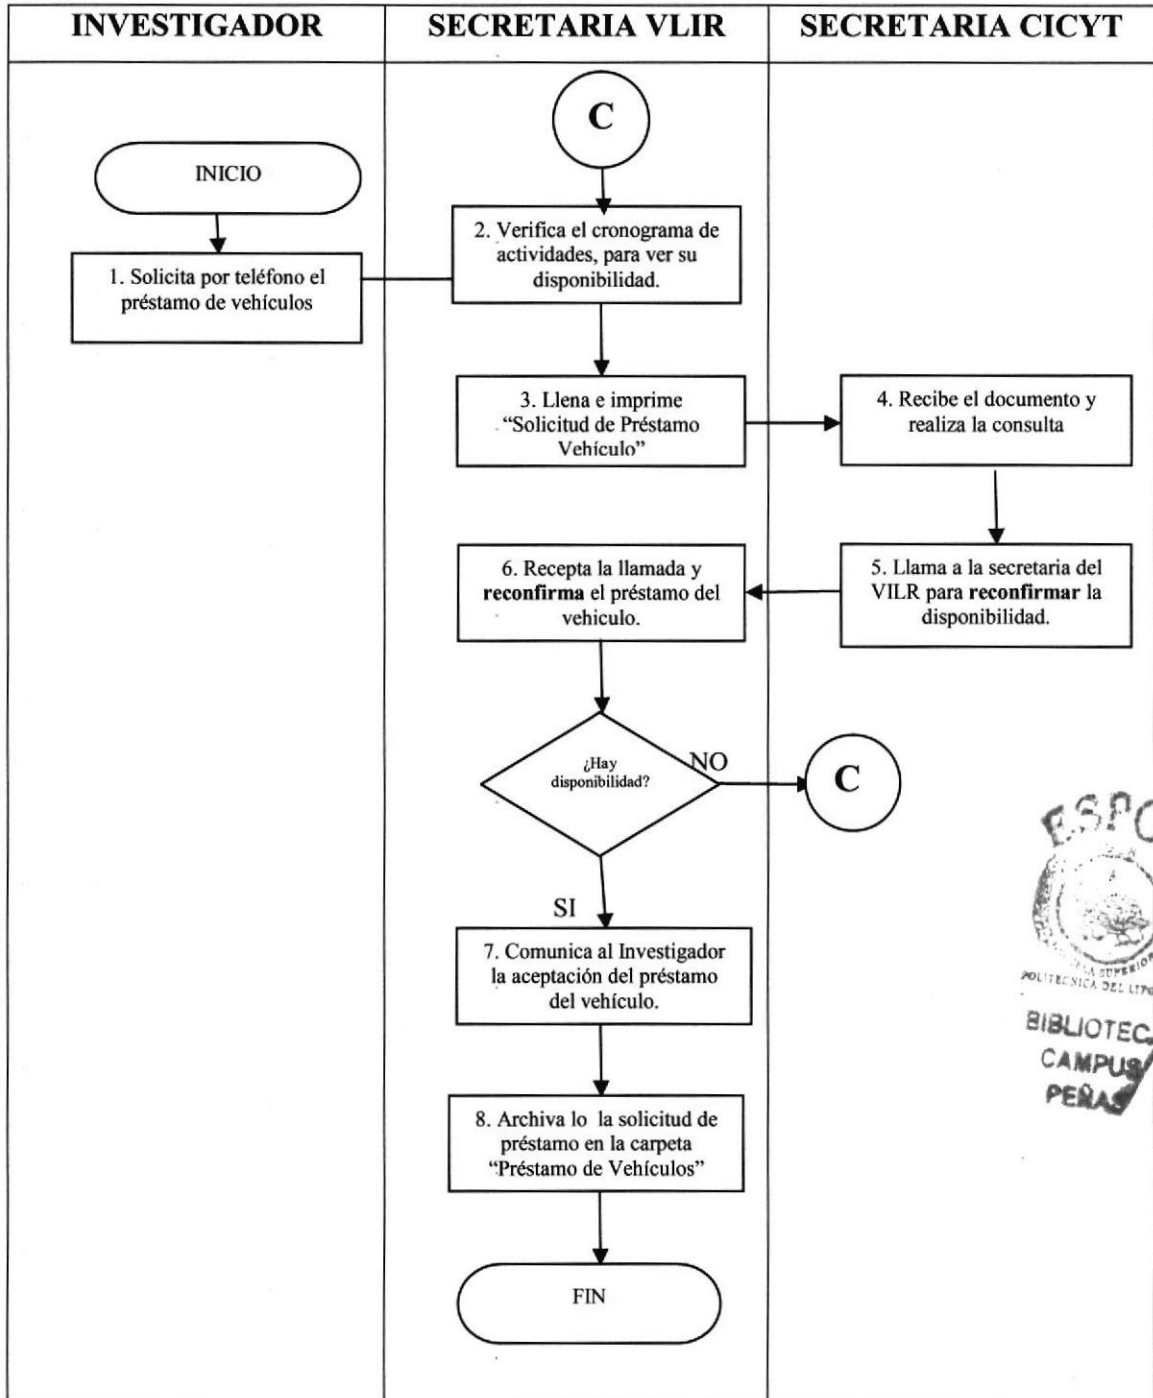 INVESTIGADOR
SECRETARIA VLIR
SECRETARIA CICYT
C
INICIO
1. Solicita por teléfono el
préstamo de vehículos
2. Verifica el cronograma de
actividades, para ver su
disponibilidad.
3. Llena e imprime
“Solicitud de Préstamo
Vehículo”
4. Recibe el documento y
realiza la consulta
5. Llama a la secretaria del
VILR para reconfirmar la
disponibilidad.
6. Recepta la llamada y
reconfirma el préstamo del
vehiculo.
¿Hay
disponibilidad?
NO
C
SI
7. Comunica al Investigador
la aceptación del préstamo
del vehículo.
8. Archiva lo la solicitud de
préstamo en la carpeta
“Préstamo de Vehículos”
FIN
ESPO
SUPERIOR
POLITECNICA DEL
BIBLIOTEC
CAMPUS
PEÑAS